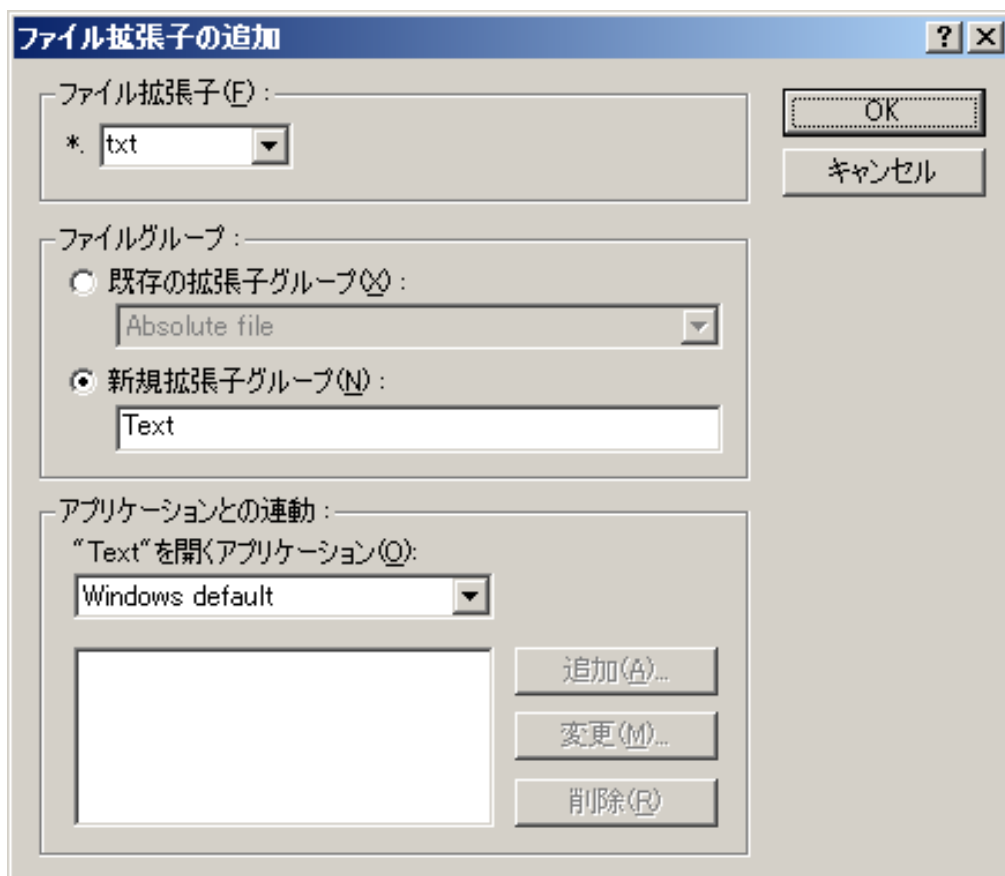 ファイル拡張子の追加
ファイル拡張子(F) :
*. txt
OK
キャンセル
ファイルグループ :
既存の拡張子グループ(X) :
Absolute file
新規拡張子グループ(N) :
Text
アプリケーションとの連動 :
"Text"を開くアプリケーション(O):
Windows default
追加(A)...
変更(M)...
削除(R)